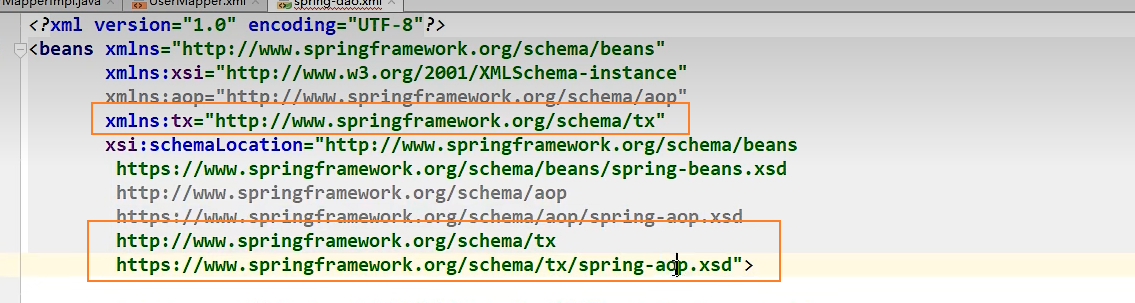 MapperImpl.java UserMapper.xml spring-dao.xml
<?xml version="1.0" encoding="UTF-8"?>
<beans xmlns="http://www.springframework.org/schema/beans"
xmlns:xsi="http://www.w3.org/2001/XMLSchema-instance"
xmlns:aop="http://www.springframework.org/schema/aop"
xmlns:tx="http://www.springframework.org/schema/tx"
xsi:schemaLocation="http://www.springframework.org/schema/beans
https://www.springframework.org/schema/beans/spring-beans.xsd
http://www.springframework.org/schema/aop
https://www.springframework.org/schema/aop/spring-aop.xsd
http://www.springframework.org/schema/tx
https://www.springframework.org/schema/tx/spring-aop.xsd">